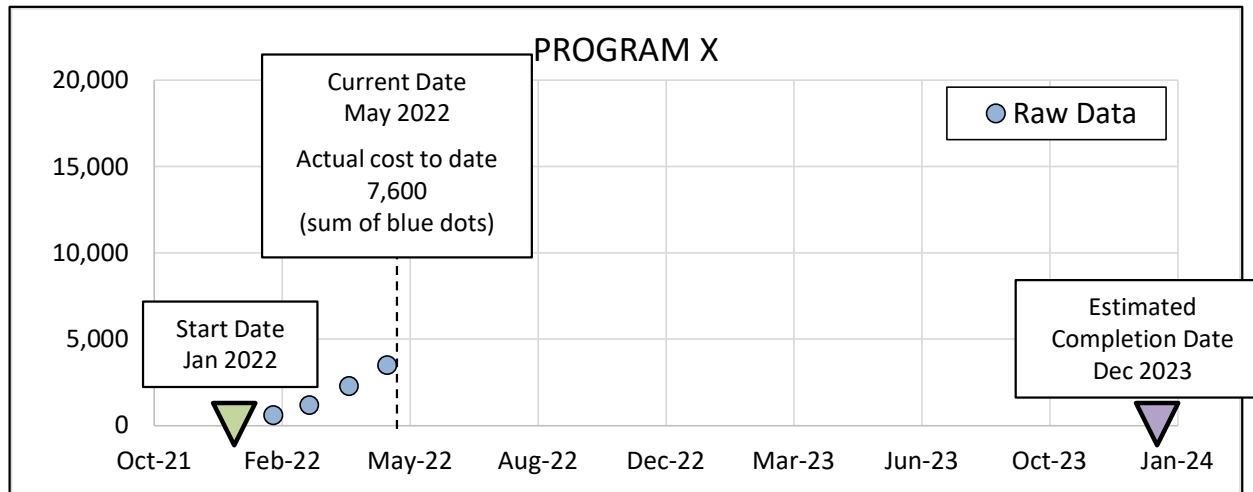 PROGRAM X
20,000
15,000
10,000
5,000
0
Current Date
May 2022
Actual cost to date
7,600
(sum of blue dots)
Raw Data
Start Date
Jan 2022
Estimated
Completion Date
Dec 2023
Oct-21 Feb-22 May-22 Aug-22 Dec-22 Mar-23 Jun-23 Oct-23 Jan-24